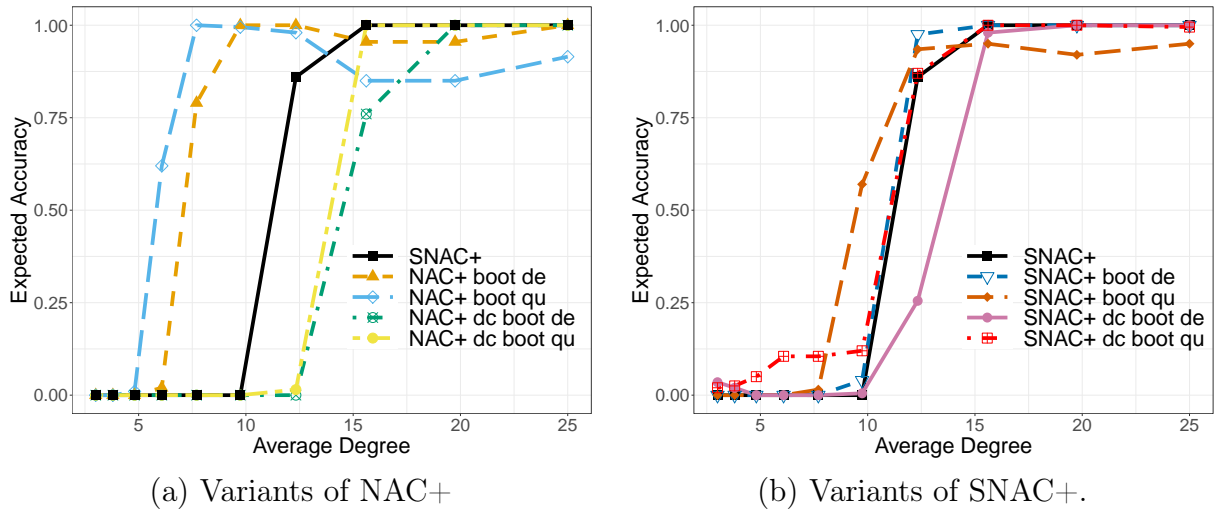 Expected Accuracy
1.00
0.75
0.50
0.25
0.00
SNAC+
NAC+ boot de
NAC+ boot qu
NAC+ dc boot de
NAC+ dc boot qu
5 10 15 20 25
Average Degree
(a) Variants of NAC+
Expected Accuracy
1.00
0.75
0.50
0.25
0.00
SNAC+
SNAC+ boot de
SNAC+ boot qu
SNAC+ dc boot de
SNAC+ dc boot qu
5 10 15 20 25
Average Degree
(b) Variants of SNAC+.